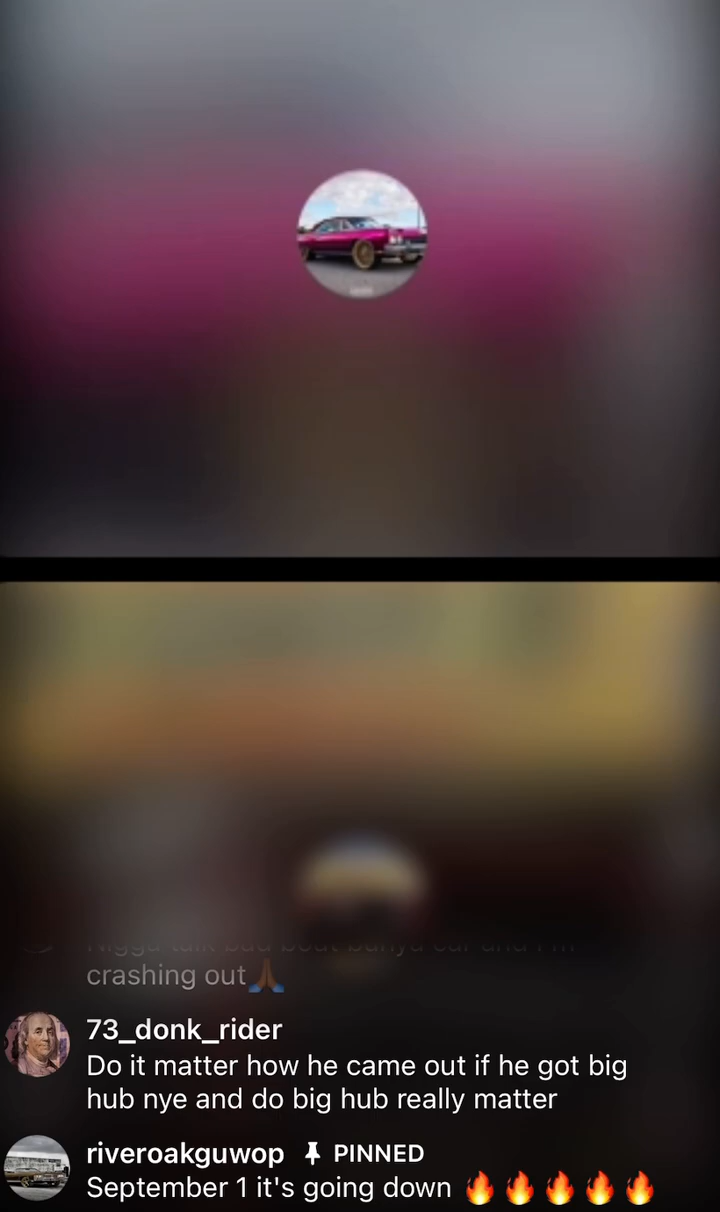 crashing out🙏🏾
73_donk_rider
Do it matter how he came out if he got big
hub nye and do big hub really matter
riveroakguwop 📌 PINNED
September 1 it's going down 🔥🔥🔥🔥🔥